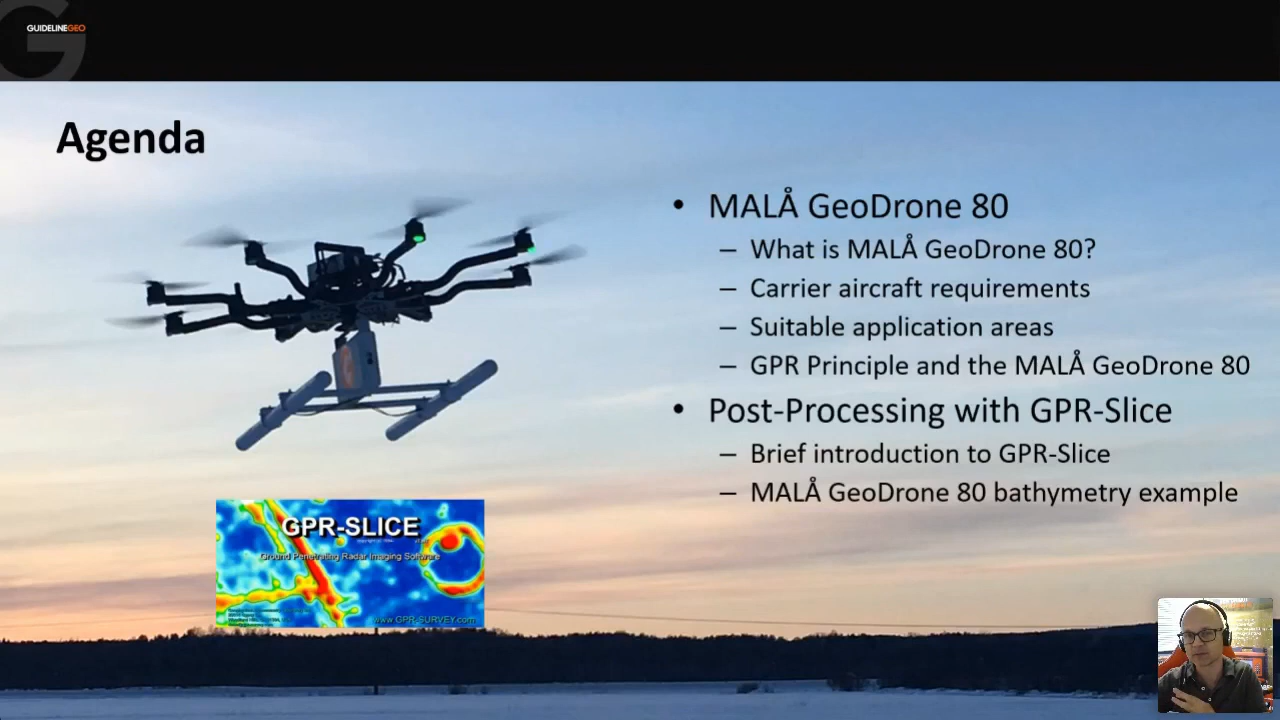 GUIDELINEGEO
Agenda
• MALÅ GeoDrone 80
– What is MALÅ GeoDrone 80?
– Carrier aircraft requirements
– Suitable application areas
– GPR Principle and the MALÅ GeoDrone 80
• Post-Processing with GPR-Slice
– Brief introduction to GPR-Slice
– MALÅ GeoDrone 80 bathymetry example
GPR-SLICE
Ground Penetrating Radar Imaging Software
www.GPR-SURVEY.com